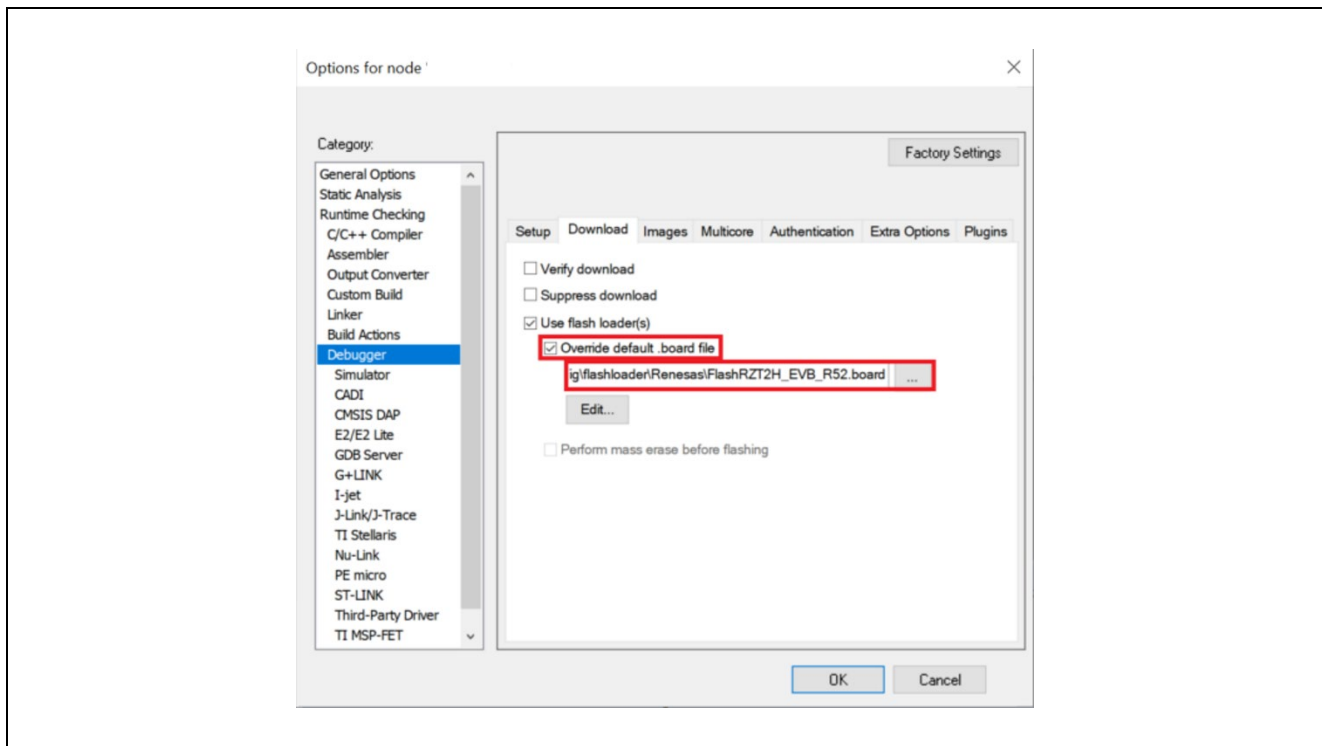 Options for node '
Category:
General Options
Static Analysis
Runtime Checking
C/C++ Compiler
Assembler
Output Converter
Custom Build
Linker
Build Actions
Debugger
Simulator
CADI
CMSIS DAP
E2/E2 Lite
GDB Server
G+LINK
I-jet
J-Link/J-Trace
TI Stellaris
Nu-Link
PE micro
ST-LINK
Third-Party Driver
TI MSP-FET
Factory Settings
Setup Download Images Multicore Authentication Extra Options Plugins
Verify download
Suppress download
Use flash loader(s)
Override default .board file
ig\flashloader\Renesas\FlashRZT2H_EVB_R52.board ...
Edit...
Perform mass erase before flashing
OK Cancel